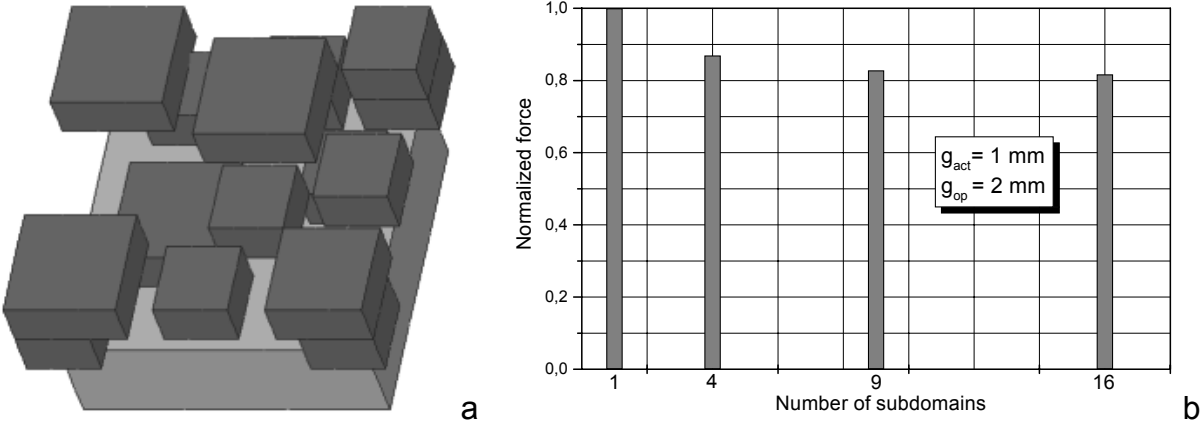 a
1,0
0,8
0,6
0,4
0,2
0,0
Normalized force
g_act = 1 mm
g_op = 2 mm
1 4 9 16
Number of subdomains
b